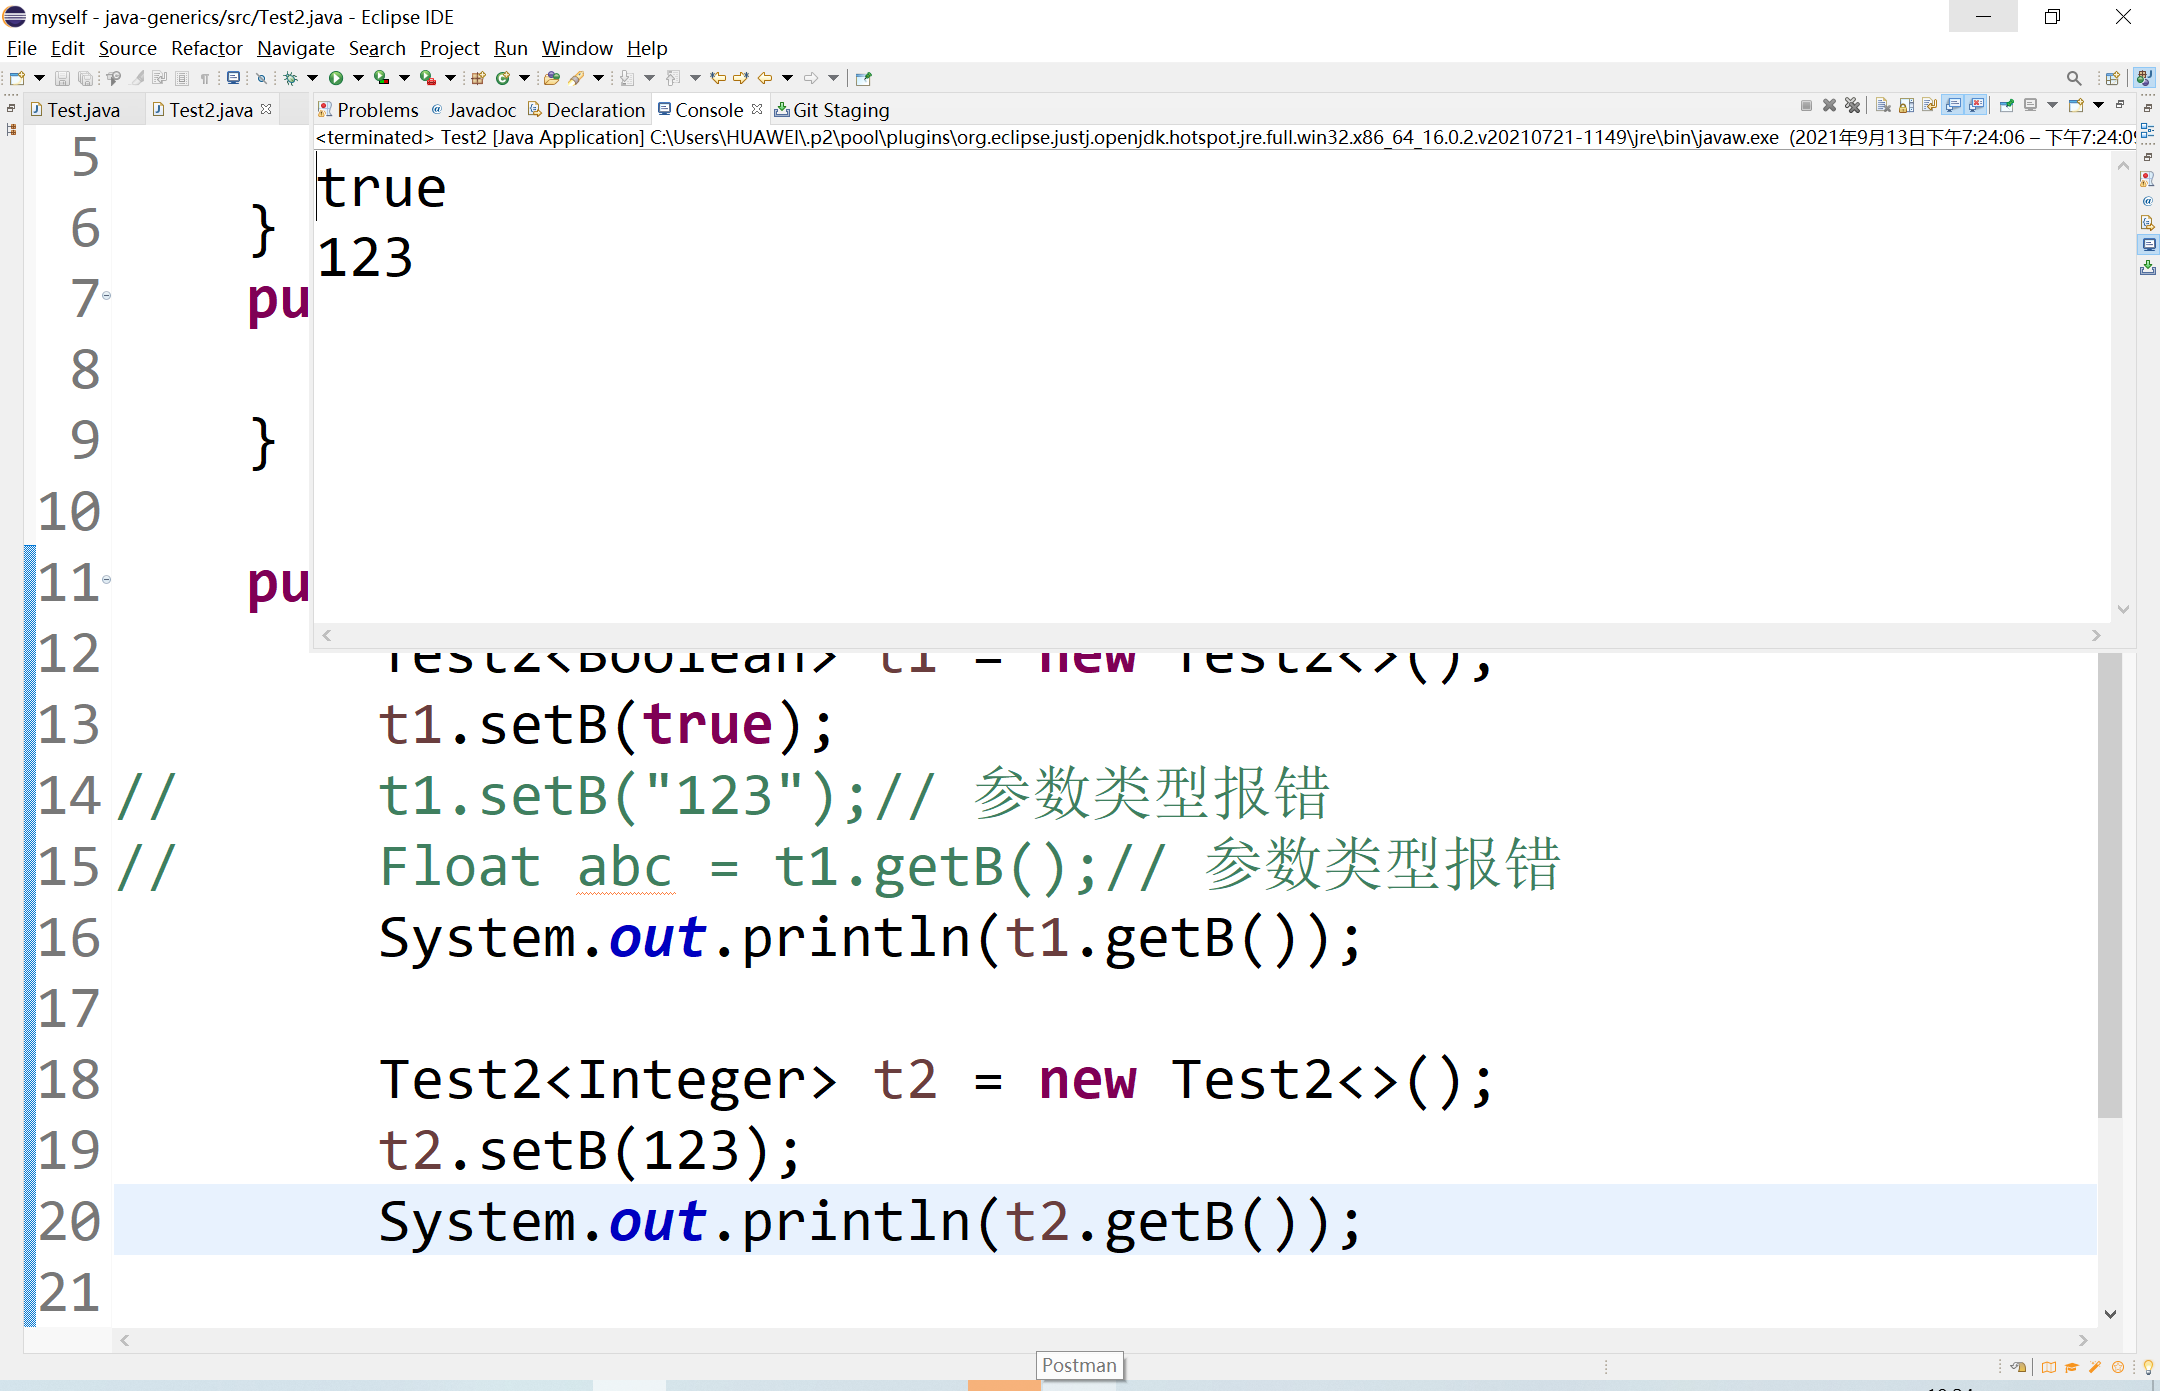 myself - java-generics/src/Test2.java - Eclipse IDE
File Edit Source Refactor Navigate Search Project Run Window Help
Test.java Test2.java
Problems Javadoc Declaration Console Git Staging
<terminated> Test2 [Java Application] C:\Users\HUAWEI\.p2\pool\plugins\org.eclipse.justj.openjdk.hotspot.jre.full.win32.x86_64_16.0.2.v20210721-1149\jre\bin\javaw.exe (2021年9月13日下午7:24:06 – 下午7:24:09
true
123
5
6 }
7 pu
8
9 }
10
11 pu
12 Test2<Boolean> t1 = new Test2<>();
13 t1.setB(true);
14 // t1.setB("123");// 参数类型报错
15 // Float abc = t1.getB();// 参数类型报错
16 System.out.println(t1.getB());
17
18 Test2<Integer> t2 = new Test2<>();
19 t2.setB(123);
20 System.out.println(t2.getB());
21
Postman